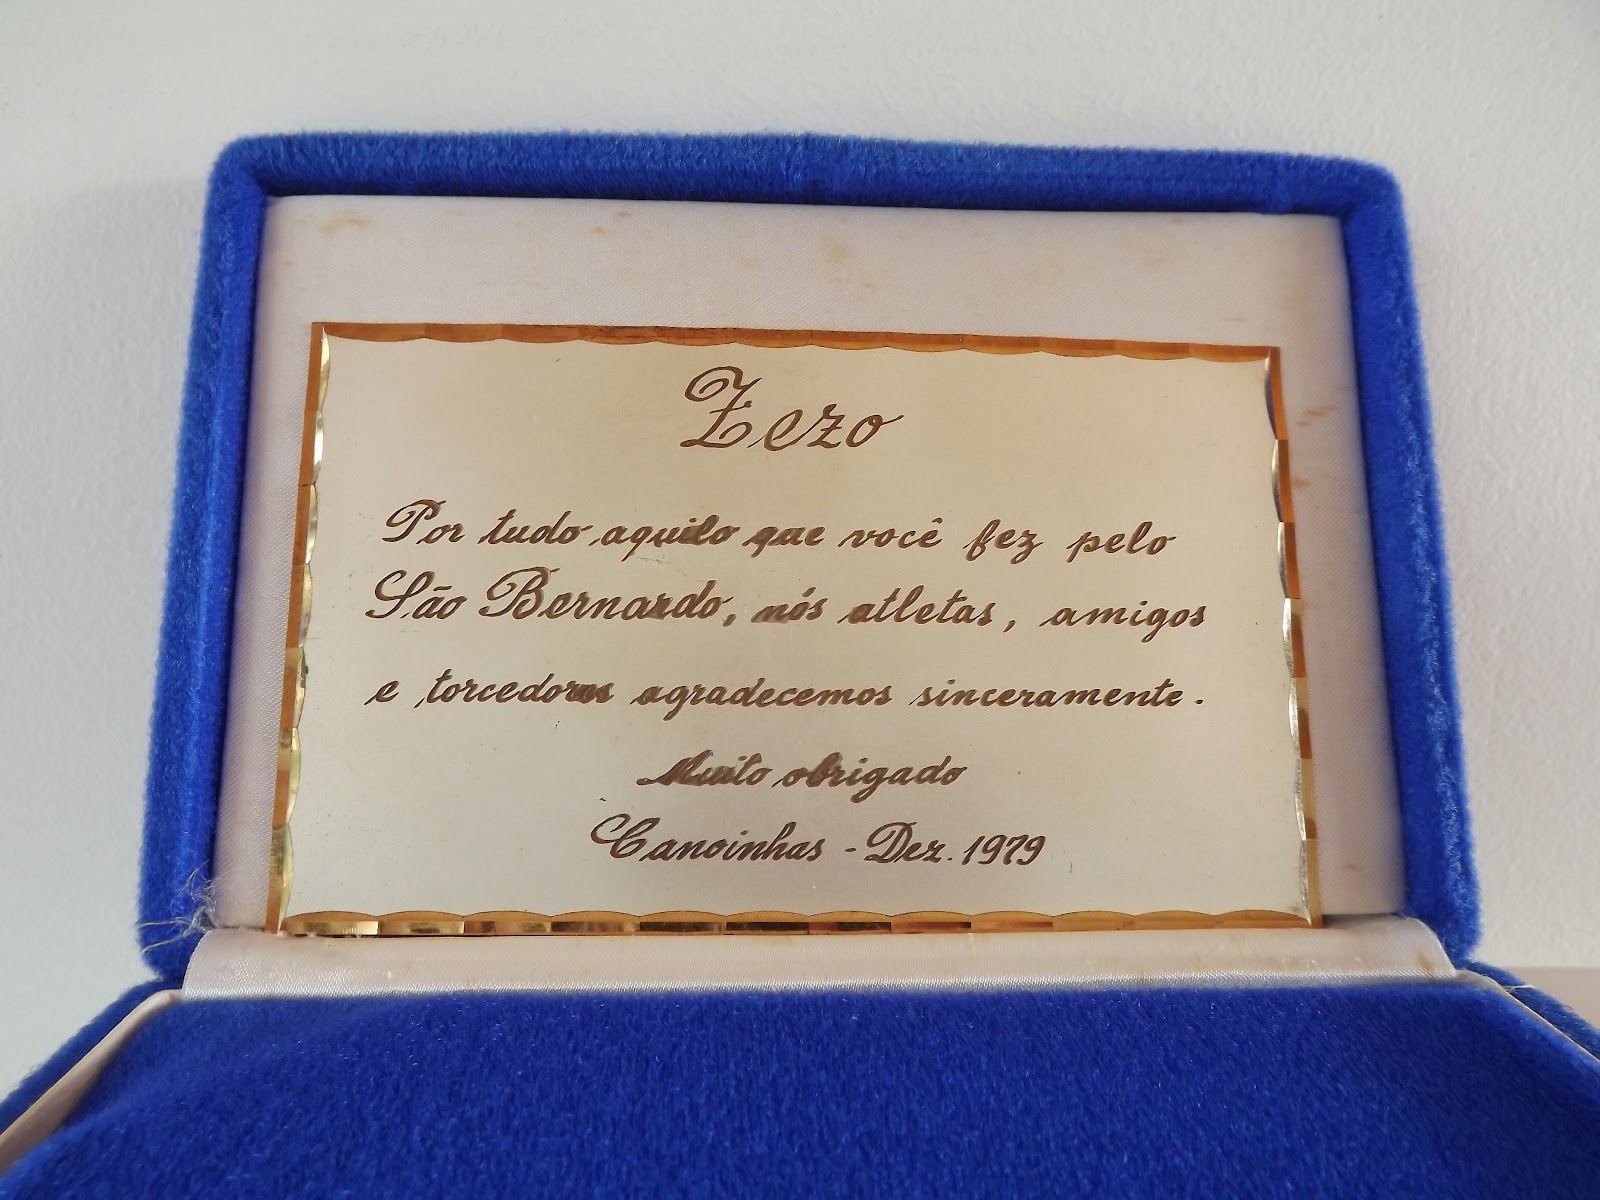 Zezo
Por tudo aquilo que você fez pelo
São Bernardo, nós atletas, amigos
e torcedores agradecemos sinceramente.
Muito obrigado
Canoinhas - Dez. 1979